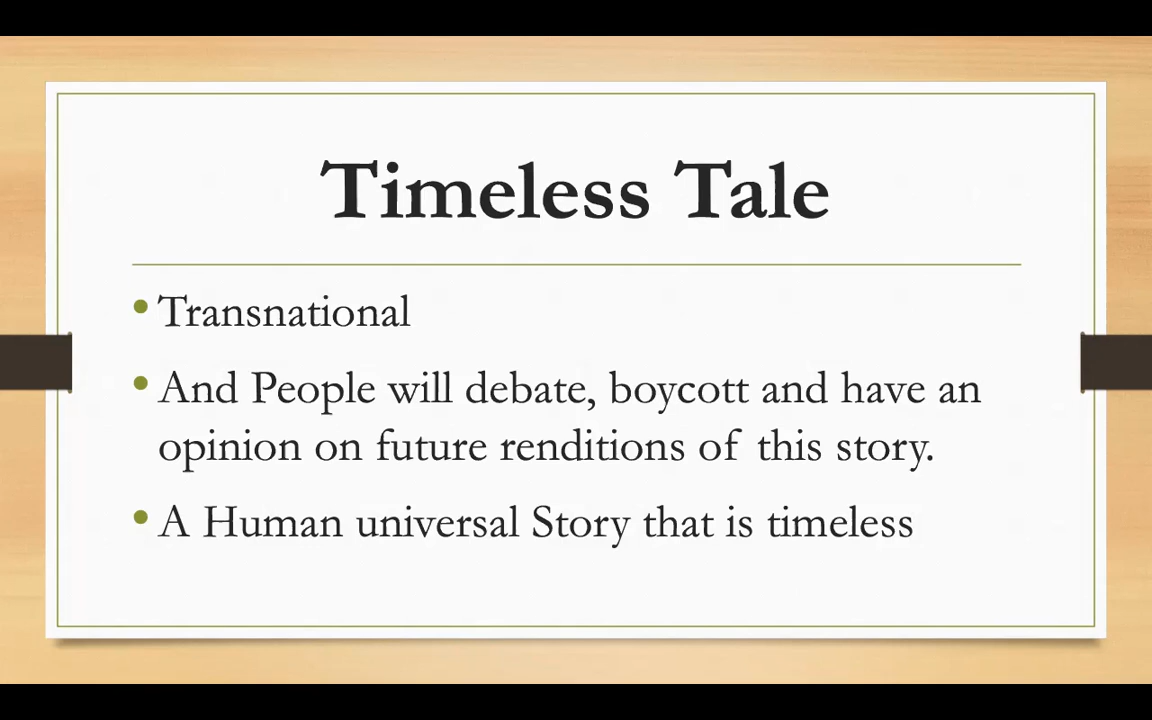 Timeless Tale
• Transnational
• And People will debate, boycott and have an
opinion on future renditions of this story.
• A Human universal Story that is timeless